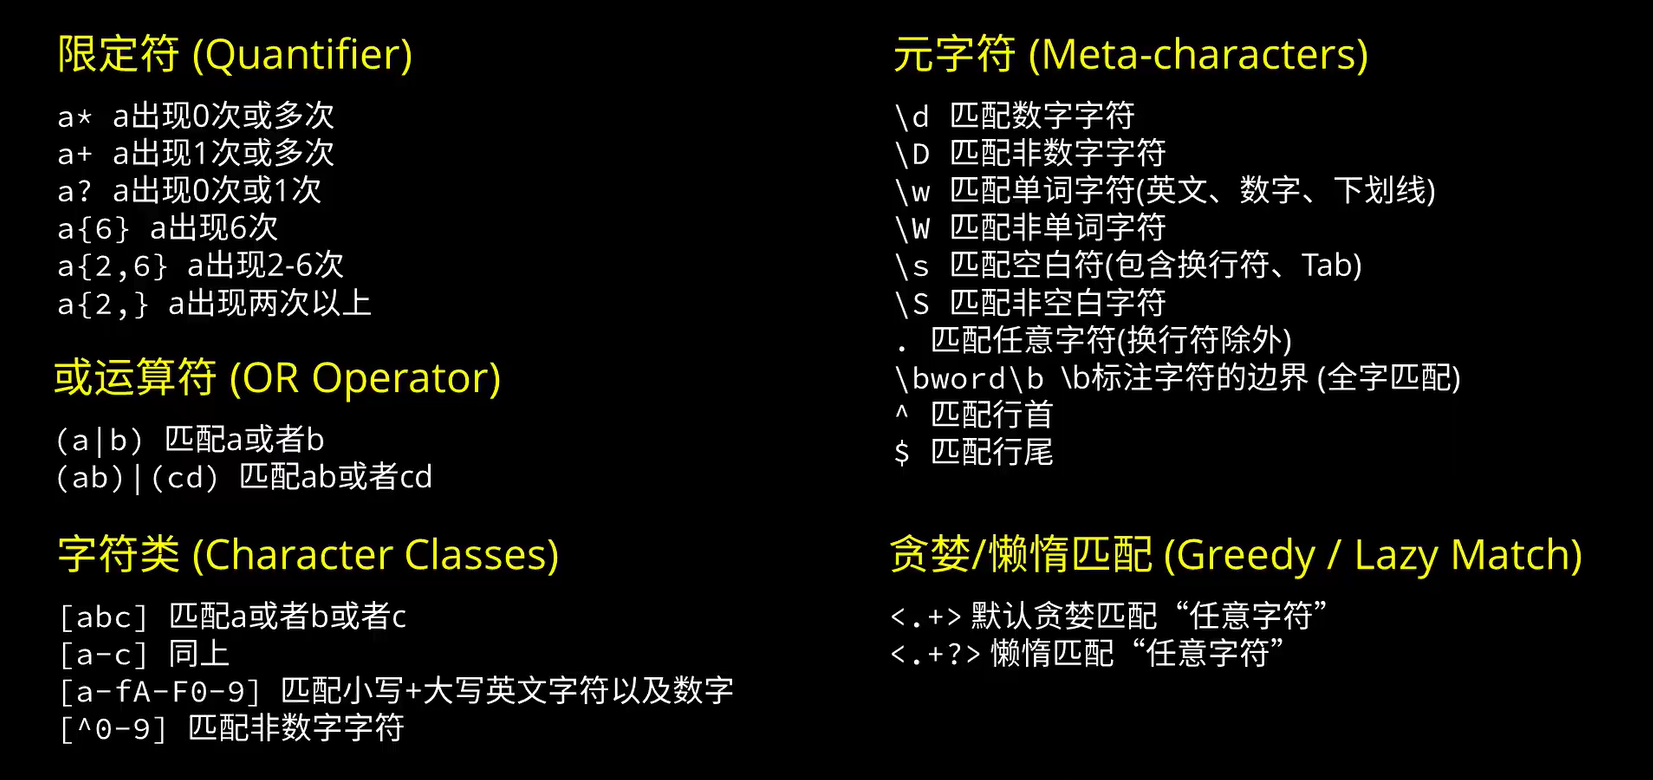 限定符 (Quantifier)
a* a出现0次或多次
a+ a出现1次或多次
a? a出现0次或1次
a{6} a出现6次
a{2,6} a出现2-6次
a{2,} a出现两次以上
或运算符 (OR Operator)
(a|b) 匹配a或者b
(ab)|(cd) 匹配ab或者cd
字符类 (Character Classes)
[abc] 匹配a或者b或者c
[a-c] 同上
[a-fA-F0-9] 匹配小写+大写英文字符以及数字
[^0-9] 匹配非数字字符
元字符 (Meta-characters)
\d 匹配数字字符
\D 匹配非数字字符
\w 匹配单词字符(英文、数字、下划线)
\W 匹配非单词字符
\s 匹配空白符(包含换行符、Tab)
\S 匹配非空白字符
. 匹配任意字符(换行符除外)
\bword\b \b标注字符的边界 (全字匹配)
^ 匹配行首
$ 匹配行尾
贪婪/懒惰匹配 (Greedy / Lazy Match)
<.+> 默认贪婪匹配“任意字符”
<.+?> 懒惰匹配“任意字符”